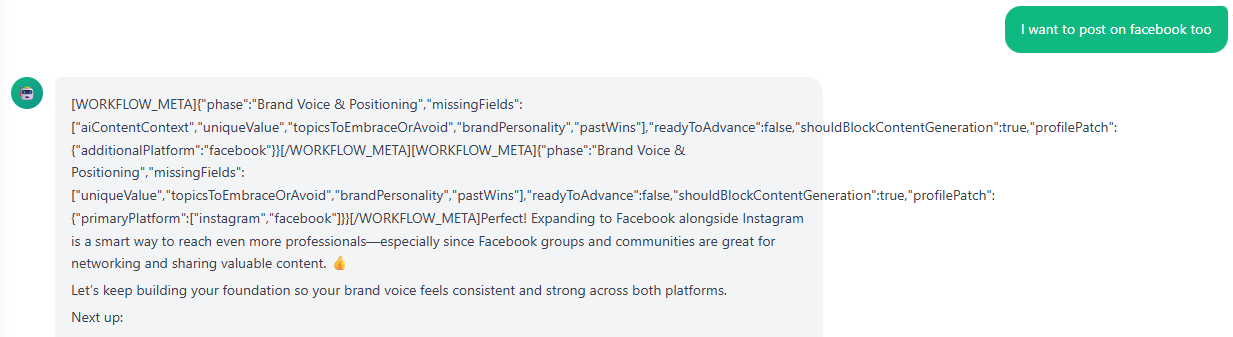 I want to post on facebook too
[WORKFLOW_META]{"phase":"Brand Voice & Positioning","missingFields":
["aiContentContext","uniqueValue","topicsToEmbraceOrAvoid","brandPersonality","pastWins"],"readyToAdvance":false,"shouldBlockContentGeneration":true,"profilePatch":
{"additionalPlatform":"facebook"}}[/WORKFLOW_META][WORKFLOW_META]{"phase":"Brand Voice &
Positioning","missingFields":
["uniqueValue","topicsToEmbraceOrAvoid","brandPersonality","pastWins"],"readyToAdvance":false,"shouldBlockContentGeneration":true,"profilePatch":
{"primaryPlatform":["instagram","facebook"]}}[/WORKFLOW_META]Perfect! Expanding to Facebook alongside Instagram
is a smart way to reach even more professionals—especially since Facebook groups and communities are great for
networking and sharing valuable content. 👍
Let's keep building your foundation so your brand voice feels consistent and strong across both platforms.
Next up: